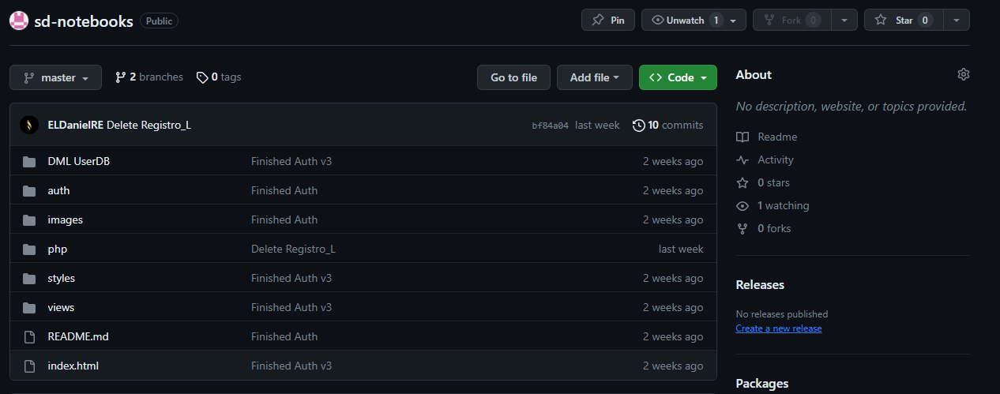 sd-notebooks Public Pin Unwatch 1 Fork 0 Star 0
master 2 branches 0 tags Go to file Add file Code
ELDanielRE Delete Registro_L bf84a04 last week 10 commits
DML UserDB Finished Auth v3 2 weeks ago
auth Finished Auth 2 weeks ago
images Finished Auth 2 weeks ago
php Delete Registro_L last week
styles Finished Auth v3 2 weeks ago
views Finished Auth v3 2 weeks ago
README.md Finished Auth 2 weeks ago
index.html Finished Auth v3 2 weeks ago
About
No description, website, or topics provided.
Readme
Activity
0 stars
1 watching
0 forks
Releases
No releases published
Create a new release
Packages